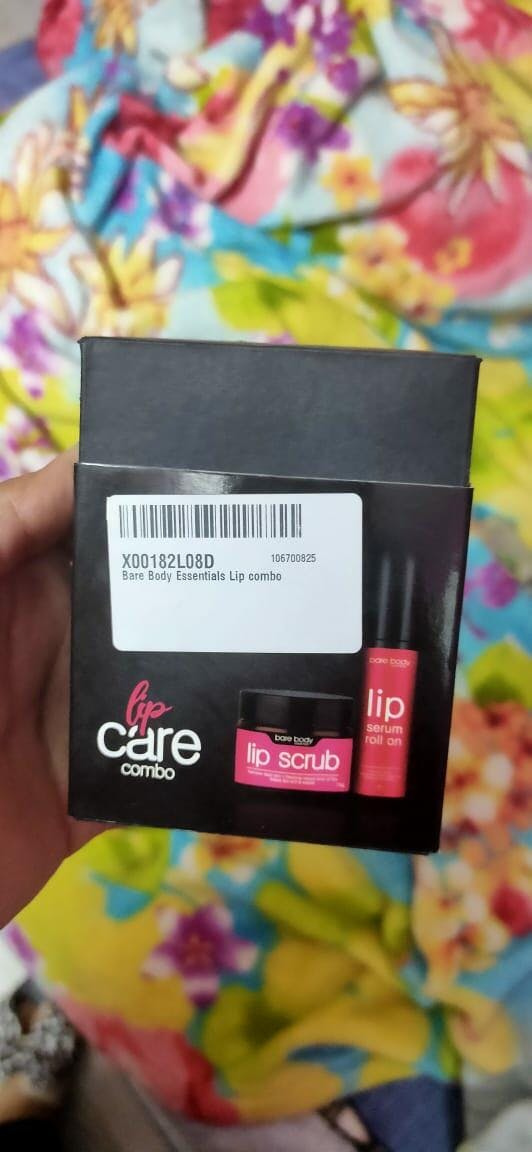 X00182L08D 106700825
Bare Body Essentials Lip combo
lip
care
combo
bare body
lip scrub
bare body
lip
serum
roll on